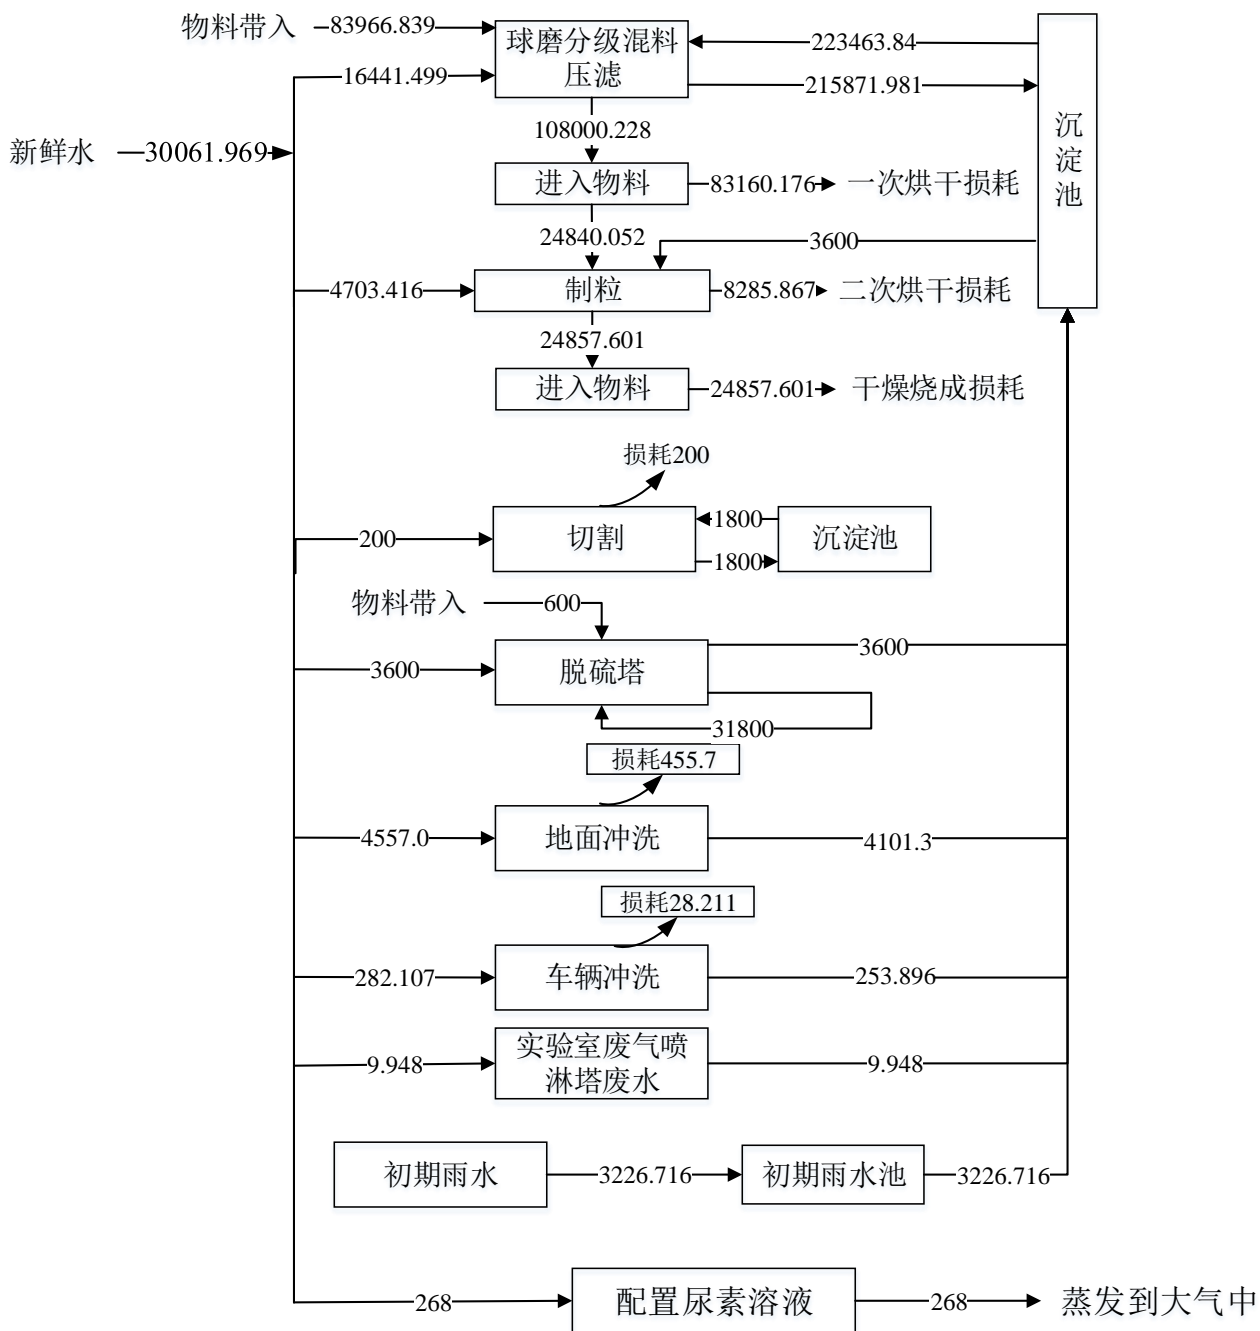 物料带入
83966.839
球磨分级混料
压滤
223463.84
16441.499
215871.981
沉淀池
新鲜水
30061.969
108000.228
进入物料
83160.176
一次烘干损耗
24840.052
3600
4703.416
制粒
8285.867
二次烘干损耗
24857.601
进入物料
24857.601
干燥烧成损耗
损耗200
200
切割
1800
1800
沉淀池
物料带入
600
3600
脱硫塔
3600
31800
损耗455.7
4557.0
地面冲洗
4101.3
损耗28.211
282.107
车辆冲洗
253.896
9.948
实验室废气喷
淋塔废水
9.948
初期雨水
3226.716
初期雨水池
3226.716
268
配置尿素溶液
268
蒸发到大气中